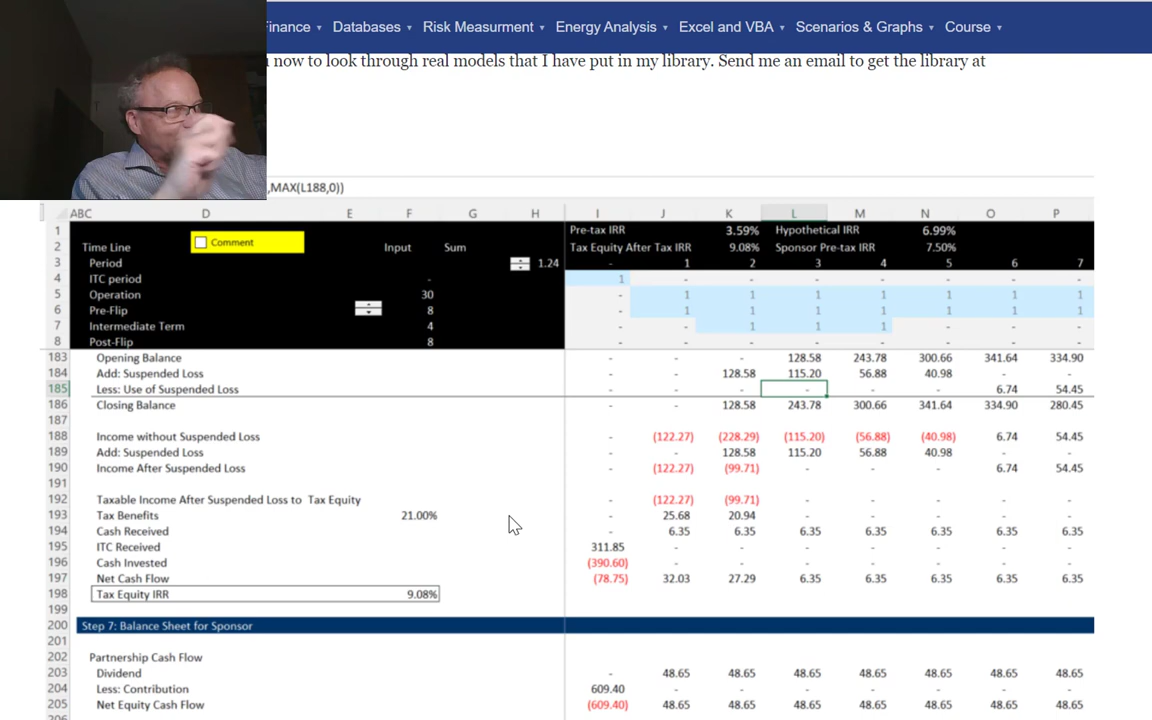 inance Databases Risk Measurment Energy Analysis Excel and VBA Scenarios & Graphs Course
now to look through real models that I have put in my library. Send me an email to get the library at
,MAX(L188,0))
ABC D E F G H I J K L M N O P
1 Pre-tax IRR 3.59% Hypothetical IRR 6.99%
2 Time Line Comment Input Sum Tax Equity After Tax IRR 9.08% Sponsor Pre-tax IRR 7.50%
3 Period 1.24 - 1 2 3 4 5 6 7
4 ITC period - 1 - - - - - - -
5 Operation 30 - 1 1 1 1 1 1 1
6 Pre-Flip 8 - 1 1 1 1 1 1 1
7 Intermediate Term 4 - - 1 1 1 - - -
8 Post-Flip 8 - - - - - - - -
183 Opening Balance - - - 128.58 243.78 300.66 341.64 334.90
184 Add: Suspended Loss - - 128.58 115.20 56.88 40.98 - -
185 Less: Use of Suspended Loss - - - - - - 6.74 54.45
186 Closing Balance - - 128.58 243.78 300.66 341.64 334.90 280.45
187
188 Income without Suspended Loss - (122.27) (228.29) (115.20) (56.88) (40.98) 6.74 54.45
189 Add: Suspended Loss - - 128.58 115.20 56.88 40.98 - -
190 Income After Suspended Loss - (122.27) (99.71) - - - 6.74 54.45
191
192 Taxable Income After Suspended Loss to Tax Equity (122.27) (99.71) - - - - -
193 Tax Benefits 21.00% - 25.68 20.94 - - - - -
194 Cash Received - 6.35 6.35 6.35 6.35 6.35 6.35 6.35
195 ITC Received 311.85 - - - - - - -
196 Cash Invested (390.60) - - - - - - -
197 Net Cash Flow (78.75) 32.03 27.29 6.35 6.35 6.35 6.35 6.35
198 Tax Equity IRR 9.08%
199
200 Step 7: Balance Sheet for Sponsor
201
202 Partnership Cash Flow
203 Dividend - 48.65 48.65 48.65 48.65 48.65 48.65 48.65
204 Less: Contribution 609.40 - - - - - - -
205 Net Equity Cash Flow (609.40) 48.65 48.65 48.65 48.65 48.65 48.65 48.65